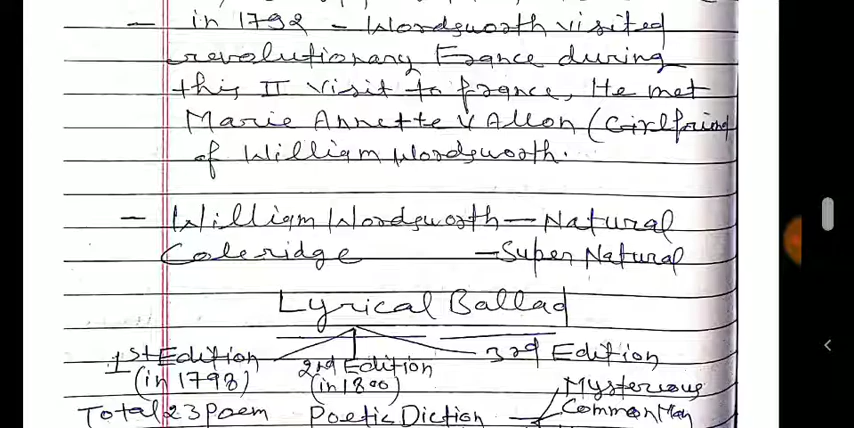 — in 1792 – Wordsworth visited
revolutionary France during
this II visit to france, He met
Marie Annette VAllon (Girlfriend
of William Wordsworth.
— William Wordsworth — Natural
Coleridge — Super Natural
Lyrical Ballad
1st Edition 2nd Edition 3rd Edition
(in 1798) (in 1800) Mysterious
Total 23 poem Poetic Diction — Common Man